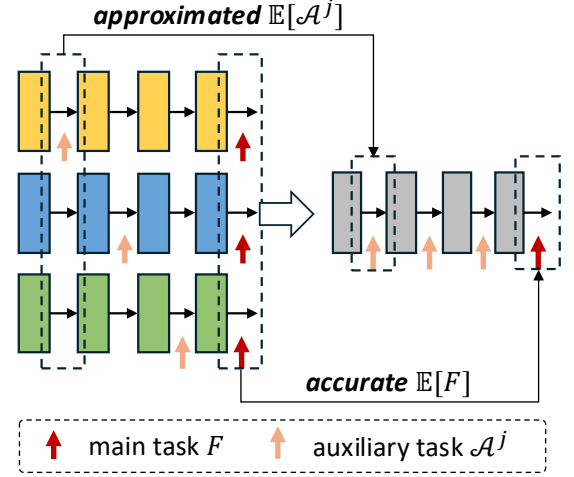 approximated 𝔼[𝒜^j]
accurate 𝔼[F]
main task F
auxiliary task 𝒜^j